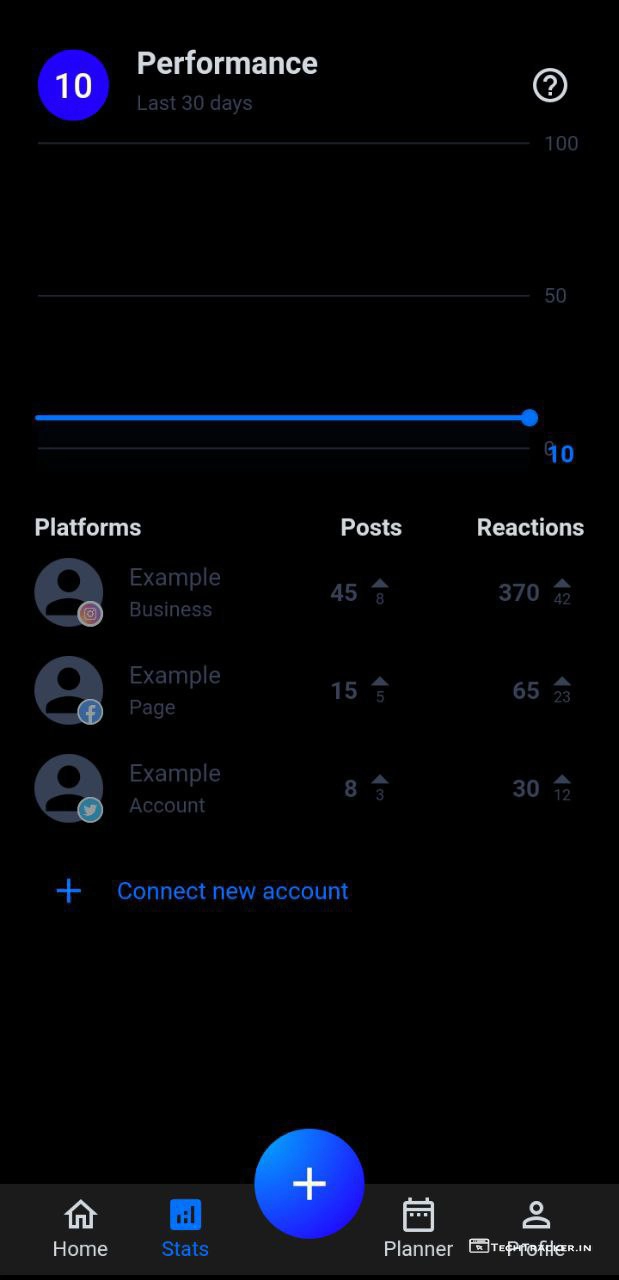 10
Performance
Last 30 days
100
50
0
10
Platforms Posts Reactions
Example
Business
45 8 370 42
Example
Page
15 5 65 23
Example
Account
8 3 30 12
Connect new account
Home Stats Planner Profile
TECHTRACKER.IN